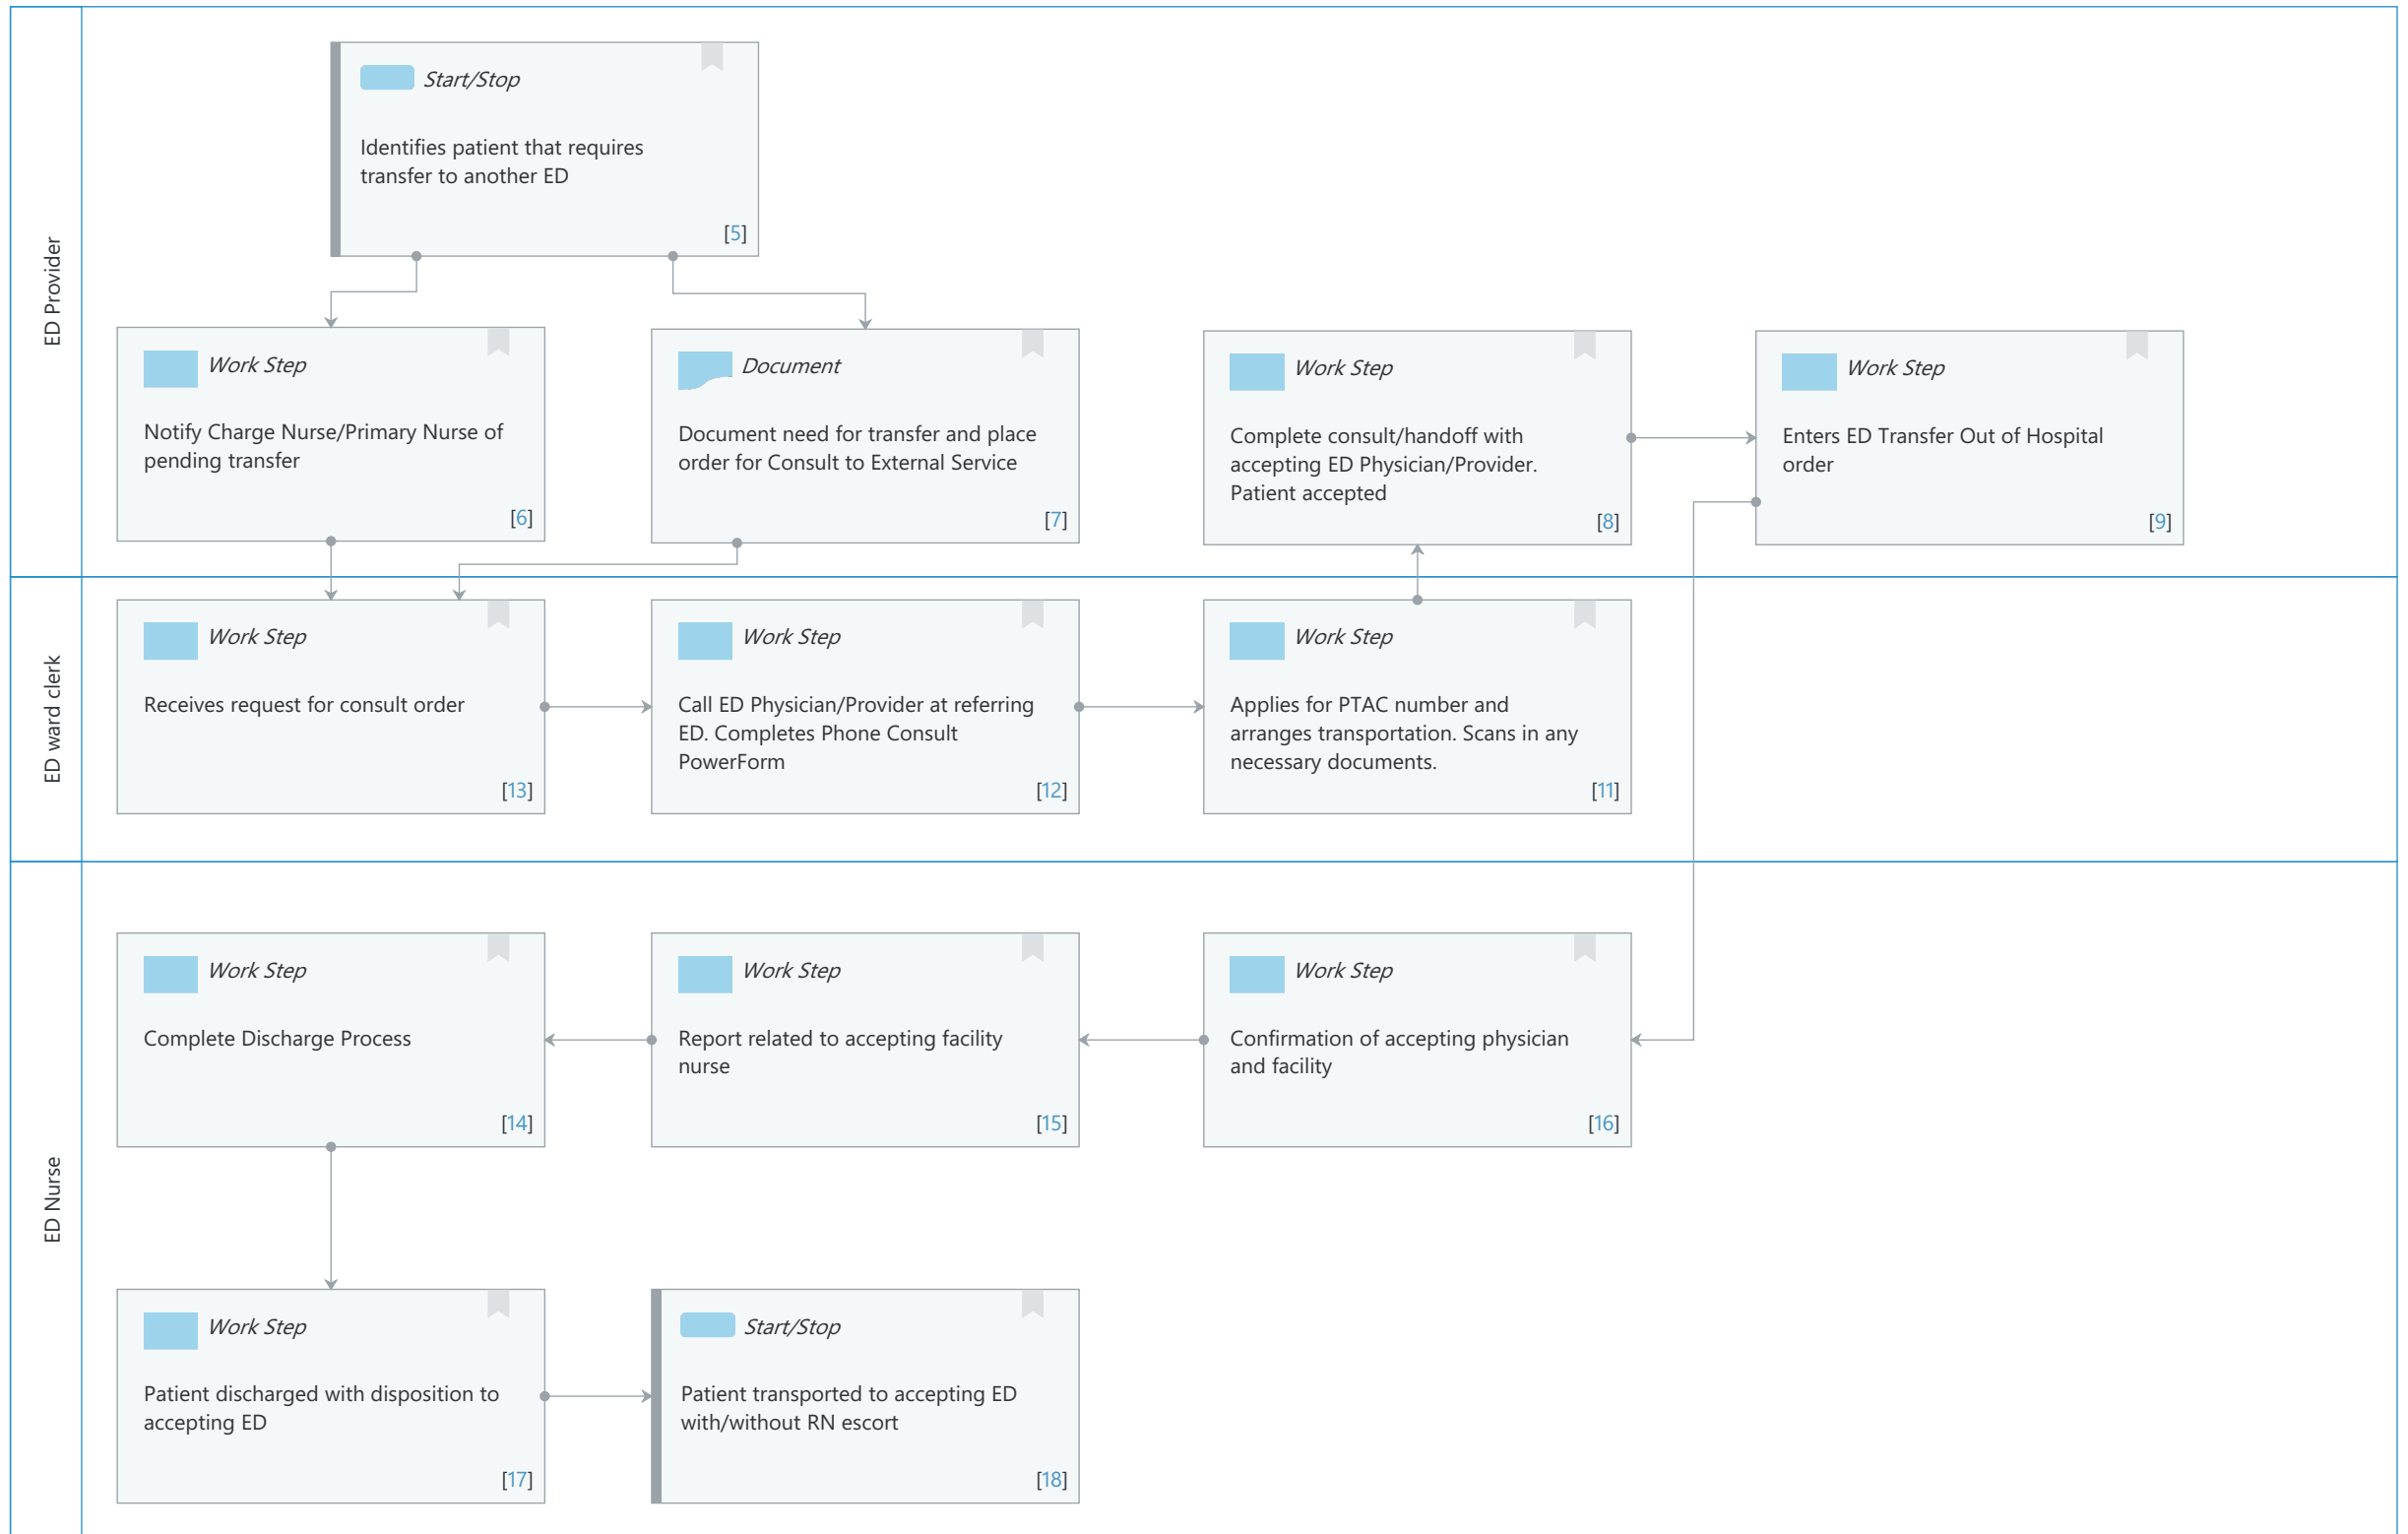 ED Provider
Start/Stop
Identifies patient that requires
transfer to another ED
[5]
Work Step
Notify Charge Nurse/Primary Nurse of
pending transfer
[6]
Document
Document need for transfer and place
order for Consult to External Service
[7]
Work Step
Complete consult/handoff with
accepting ED Physician/Provider.
Patient accepted
[8]
Work Step
Enters ED Transfer Out of Hospital
order
[9]
ED ward clerk
Work Step
Receives request for consult order
[13]
Work Step
Call ED Physician/Provider at referring
ED. Completes Phone Consult
PowerForm
[12]
Work Step
Applies for PTAC number and
arranges transportation. Scans in any
necessary documents.
[11]
ED Nurse
Work Step
Complete Discharge Process
[14]
Work Step
Report related to accepting facility
nurse
[15]
Work Step
Confirmation of accepting physician
and facility
[16]
Work Step
Patient discharged with disposition to
accepting ED
[17]
Start/Stop
Patient transported to accepting ED
with/without RN escort
[18]